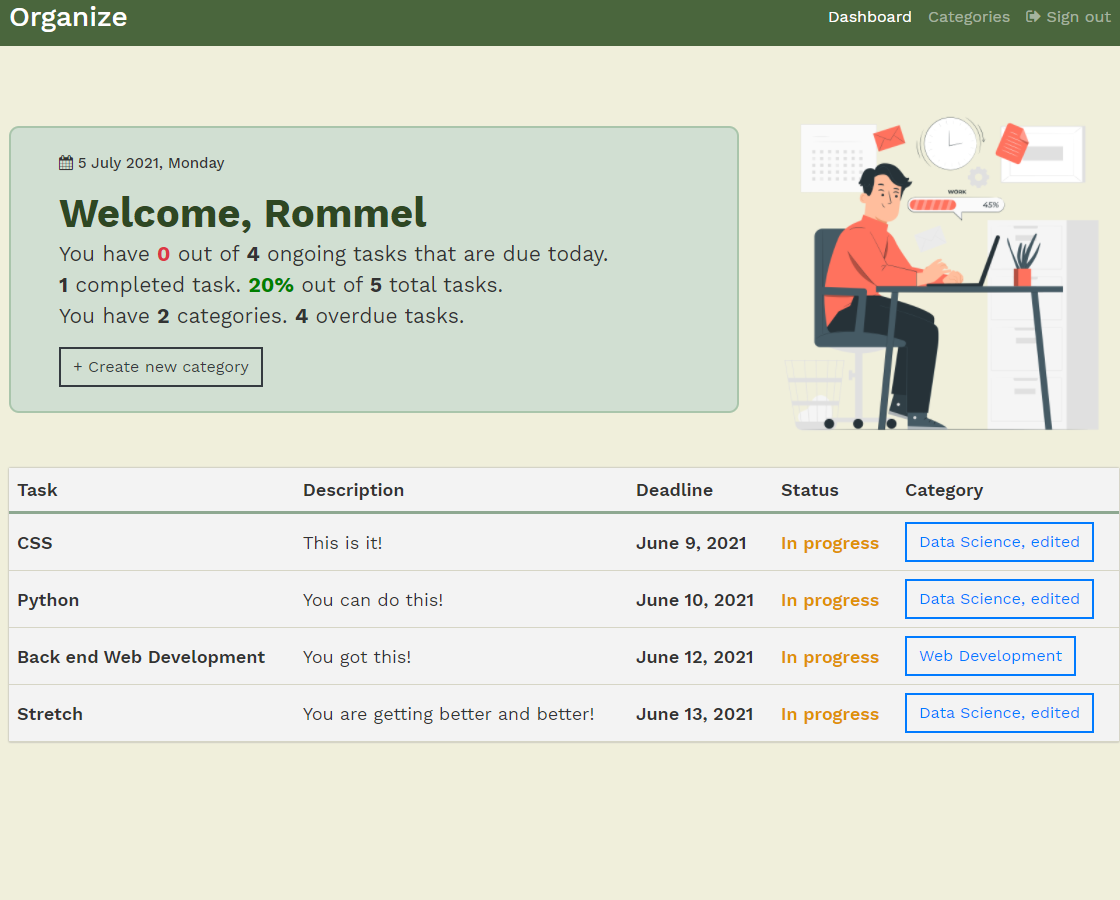 Organize
Dashboard Categories Sign out
5 July 2021, Monday
Welcome, Rommel
You have 0 out of 4 ongoing tasks that are due today.
1 completed task. 20% out of 5 total tasks.
You have 2 categories. 4 overdue tasks.
+ Create new category
WORK
45%
Task Description Deadline Status Category
CSS This is it! June 9, 2021 In progress Data Science, edited
Python You can do this! June 10, 2021 In progress Data Science, edited
Back end Web Development You got this! June 12, 2021 In progress Web Development
Stretch You are getting better and better! June 13, 2021 In progress Data Science, edited